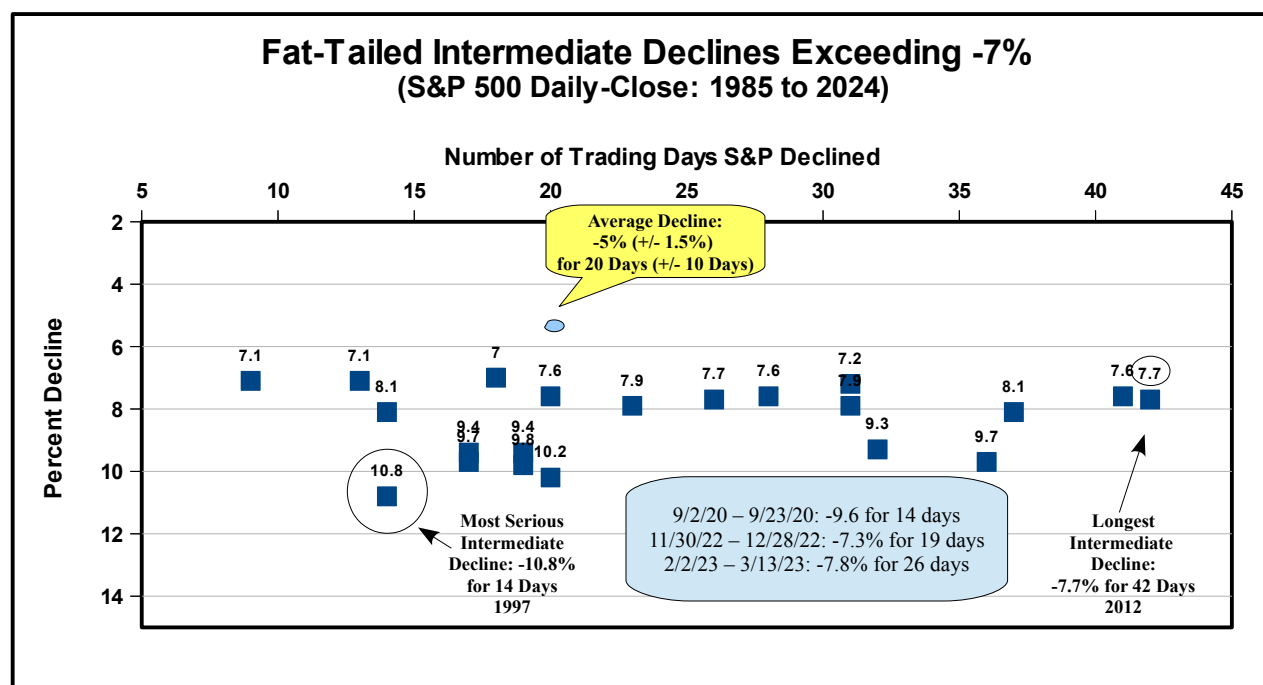 Fat-Tailed Intermediate Declines Exceeding -7%
(S&P 500 Daily-Close: 1985 to 2024)
Number of Trading Days S&P Declined
5 10 15 20 25 30 35 40 45
Average Decline:
-5% (+/- 1.5%)
for 20 Days (+/- 10 Days)
Percent Decline
2
4
6
8
10
12
14
7.1 7.1 7 7.2
8.1 7.6 7.9 7.7 7.6 7.9 8.1 7.6 7.7
9.4 9.4
9.7 9.8 10.2 9.3 9.7
10.8
Most Serious
Intermediate
Decline: -10.8%
for 14 Days
1997
9/2/20 – 9/23/20: -9.6 for 14 days
11/30/22 – 12/28/22: -7.3% for 19 days
2/2/23 – 3/13/23: -7.8% for 26 days
Longest
Intermediate
Decline:
-7.7% for 42 Days
2012